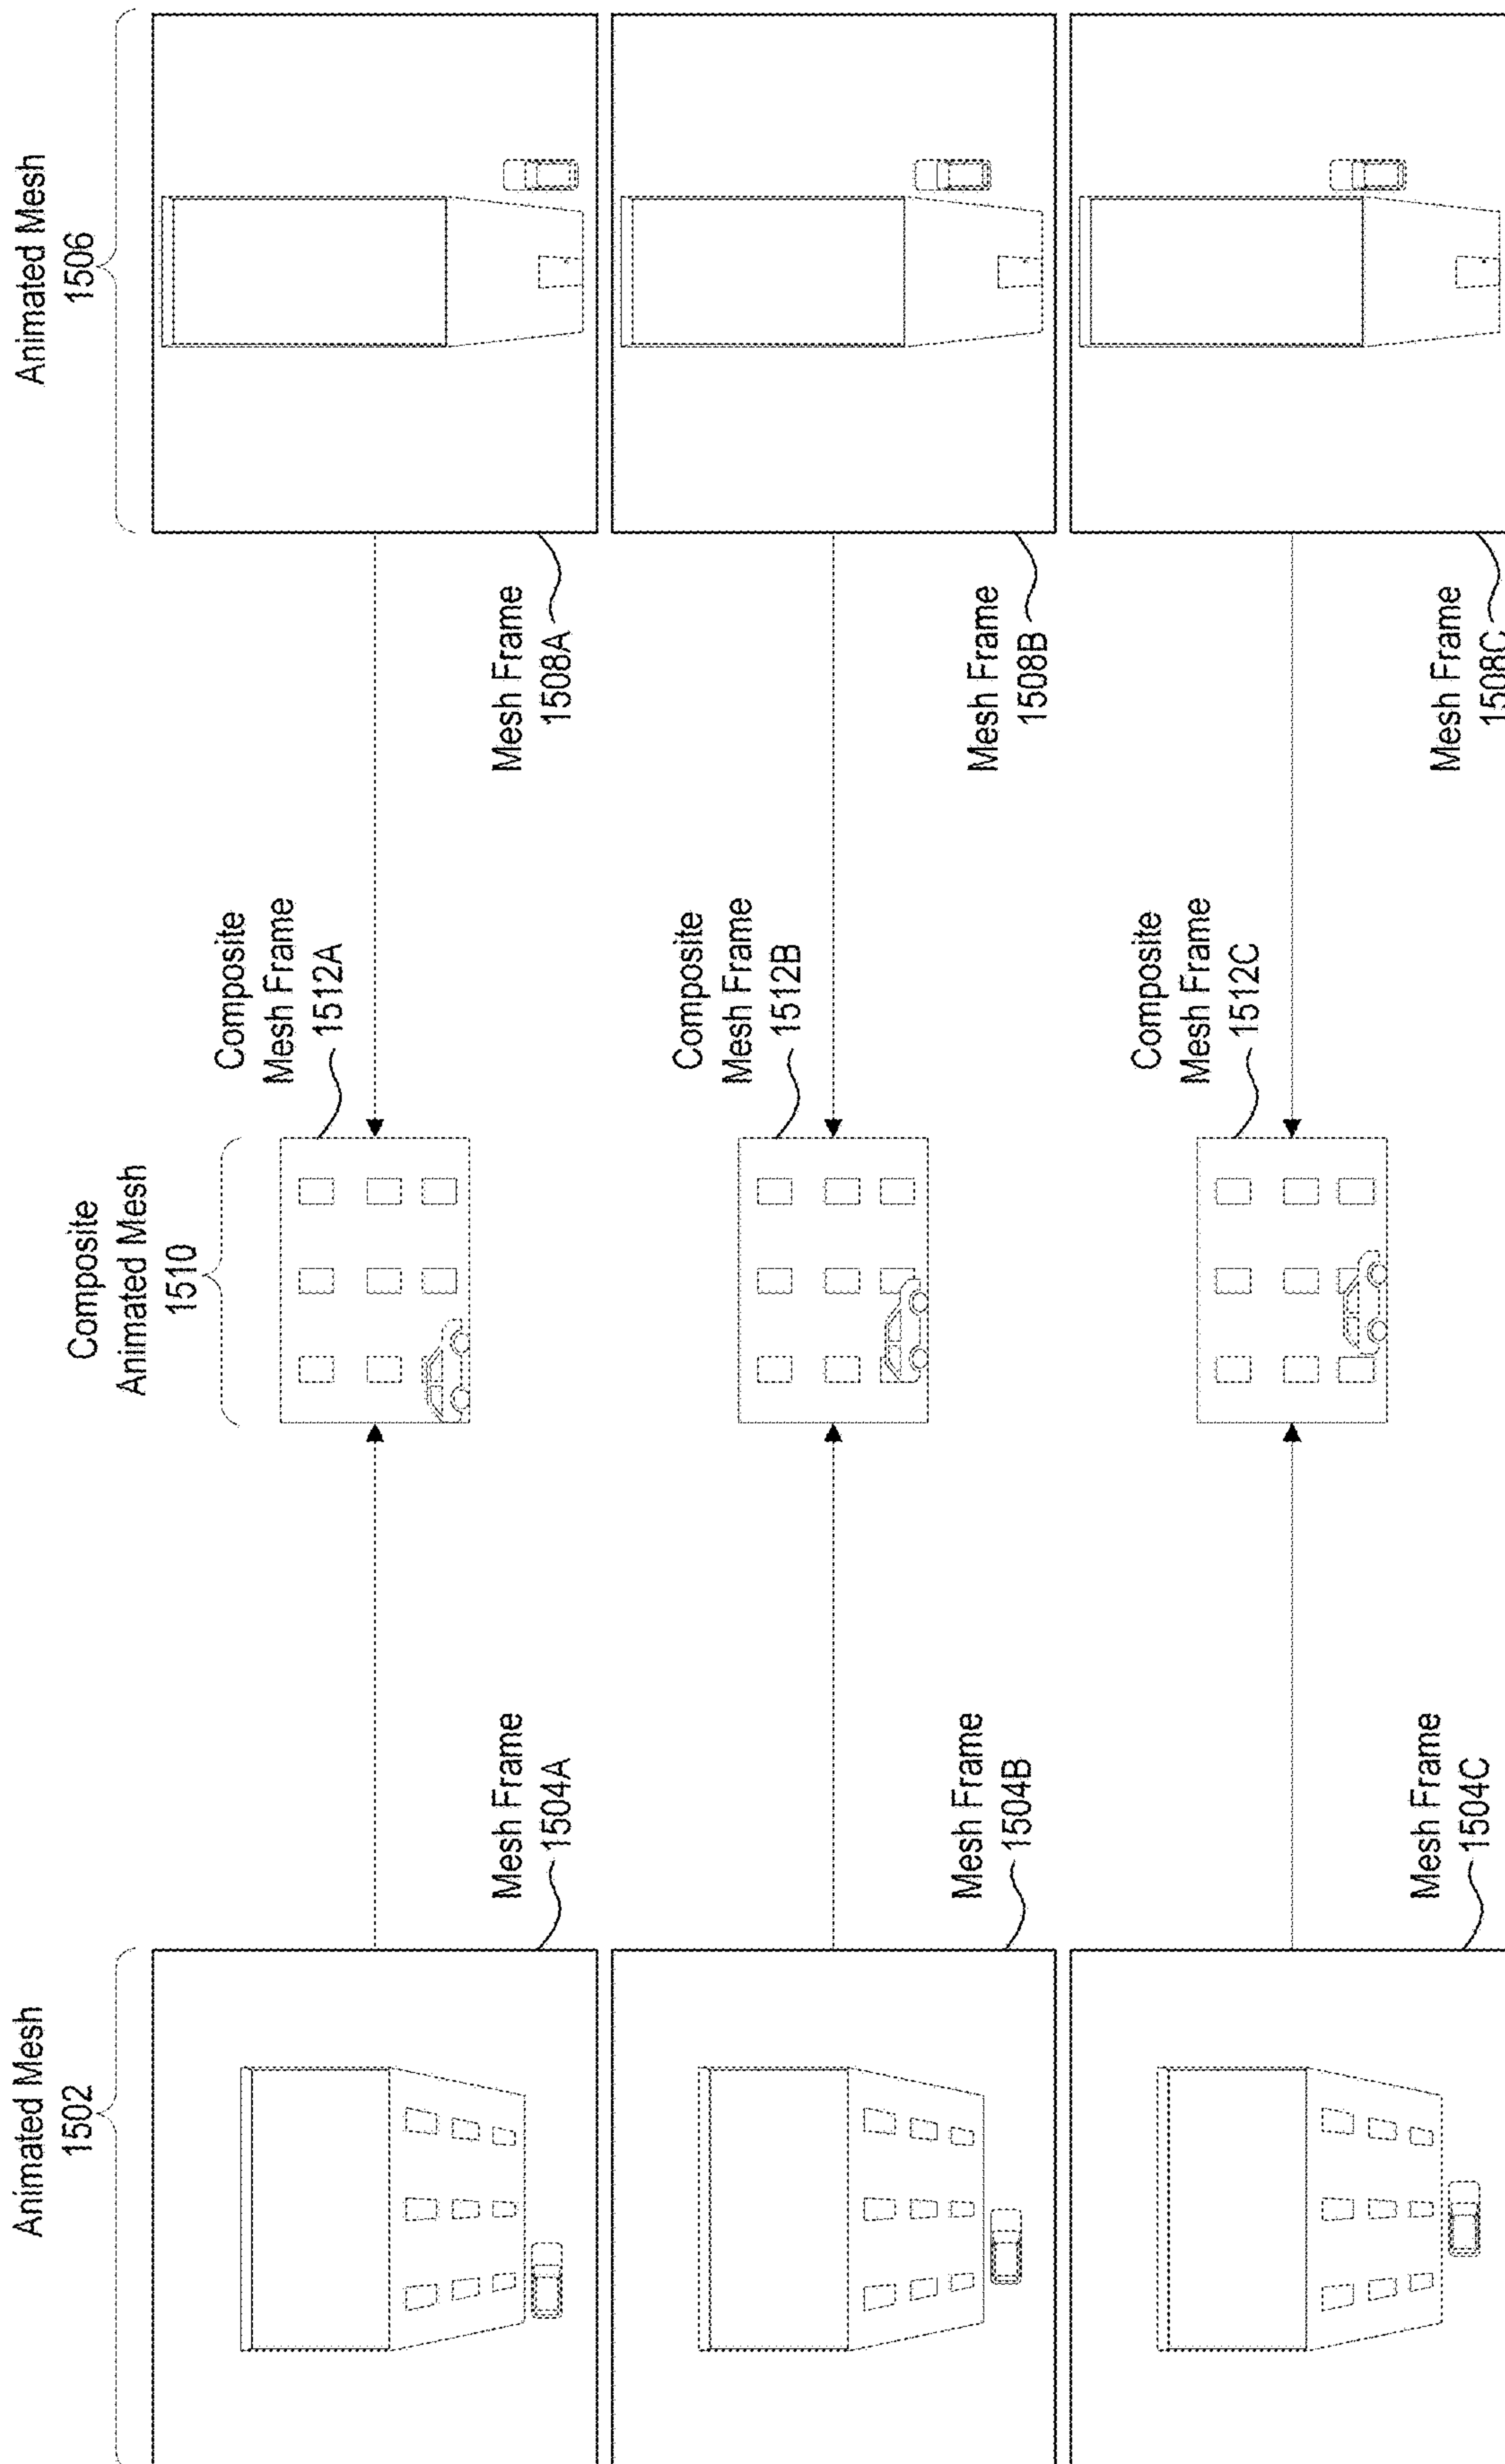 Animated Mesh
1502
Composite
Animated Mesh
1510
Animated Mesh
1506
Mesh Frame
1504A
Composite
Mesh Frame
1512A
Mesh Frame
1508A
Mesh Frame
1504B
Composite
Mesh Frame
1512B
Mesh Frame
1508B
Mesh Frame
1504C
Composite
Mesh Frame
1512C
Mesh Frame
1508C